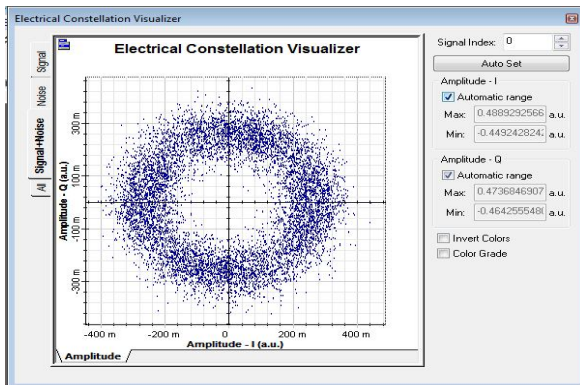 Electrical Constellation Visualizer
Signal Index: 0
Auto Set
Amplitude - I
Automatic range
Max: 0.4889292566 a.u.
Min: -0.449242824 a.u.
Amplitude - Q
Automatic range
Max: 0.4736846907 a.u.
Min: -0.464255548 a.u.
Invert Colors
Color Grade
Signal
Noise
Signal+Noise
All
Electrical Constellation Visualizer
Amplitude - Q (a.u.)
300 m
100 m
-100 m
-300 m
-400 m -200 m 0 200 m 400 m
Amplitude - I (a.u.)
Amplitude